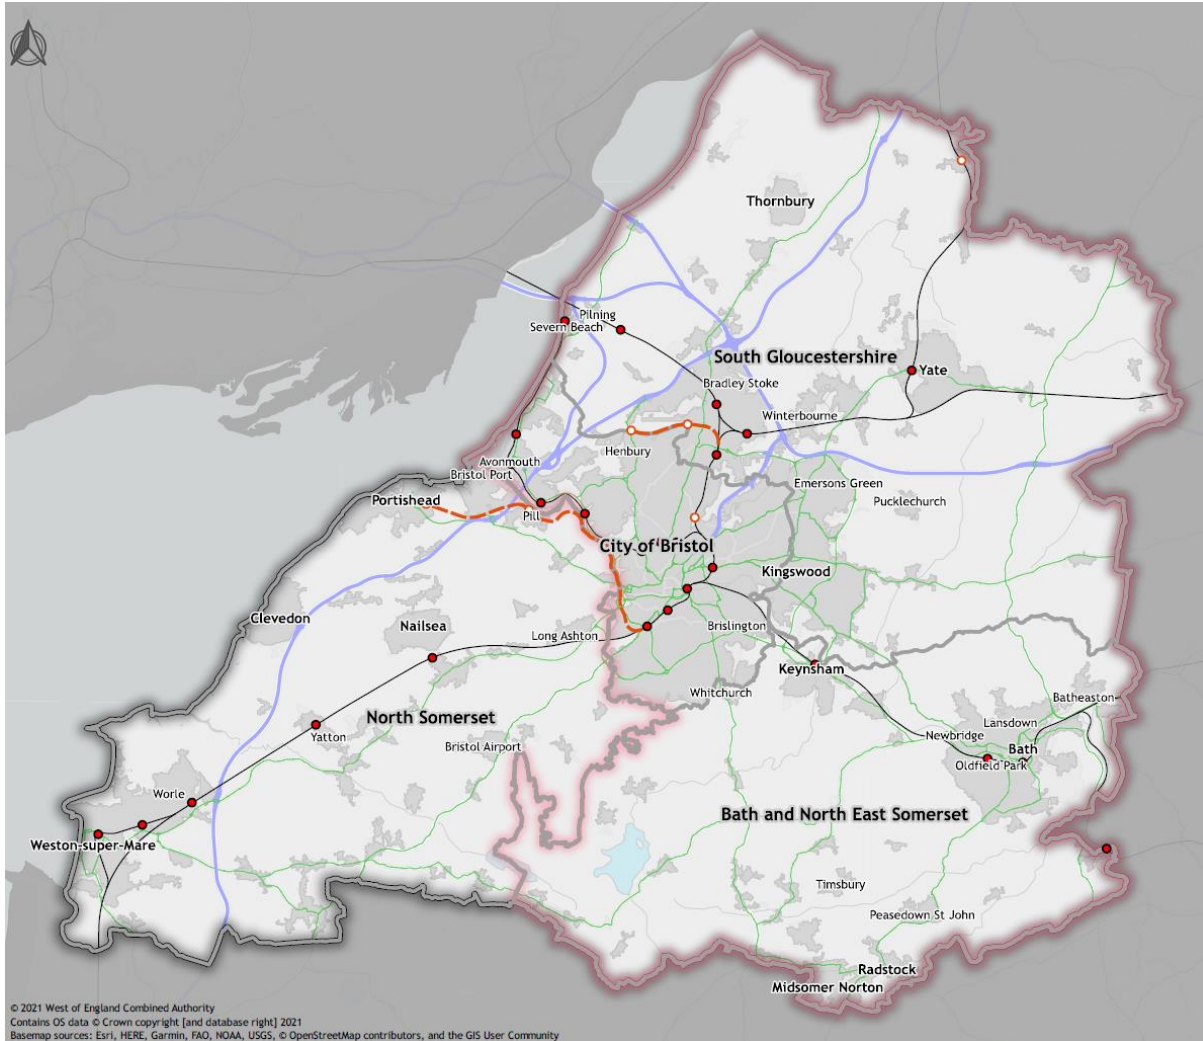 Thornbury
Pilning
Severn Beach
South Gloucestershire
Yate
Bradley Stoke
Winterbourne
Henbury
Avonmouth
Bristol Port
Emersons Green
Portishead
Pucklechurch
Pill
City of Bristol
Kingswood
Clevedon
Nailsea
Long Ashton
Brislington
Keynsham
Whitchurch
Batheaston
North Somerset
Lansdown
Newbridge
Yatton
Bristol Airport
Bath
Oldfield Park
Worle
Bath and North East Somerset
Weston-super-Mare
Timsbury
Peasedown St John
Radstock
Midsomer Norton
© 2021 West of England Combined Authority
Contains OS data © Crown copyright [and database right] 2021
Basemap sources: Esri, HERE, Garmin, FAO, NOAA, USGS, © OpenStreetMap contributors, and the GIS User Community